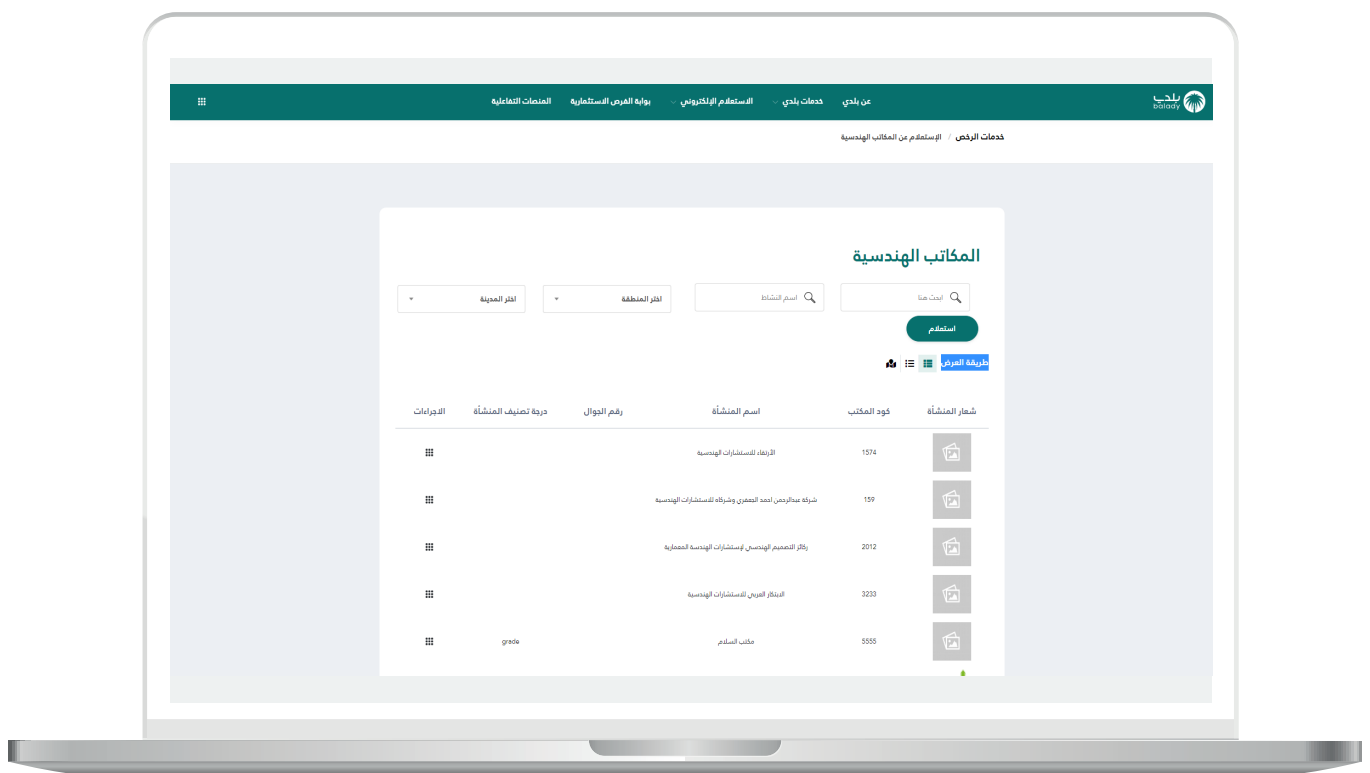 بلدي
balady
عن بلدي خدمات بلدي الاستعلام الإلكتروني بوابة الفرص الاستثمارية المنصات التفاعلية
خدمات الرخص / الإستعلام عن المكاتب الهندسية
المكاتب الهندسية
ابحث هنا اسم النشاط اختر المنطقة اختر المدينة
استعلام
طريقة العرض
شعار المنشأة كود المكتب اسم المنشأة رقم الجوال درجة تصنيف المنشأة الاجراءات
1574 الأرتقاء للاستشارات الهندسية
159 شركة عبدالرحمن احمد الجعفري وشركاه للاستشارات الهندسية
2012 ركائز التصميم الهندسي لإستشارات الهندسة المعمارية
3233 الابتكار العربي للاستشارات الهندسية
5555 مكتب السلام grade